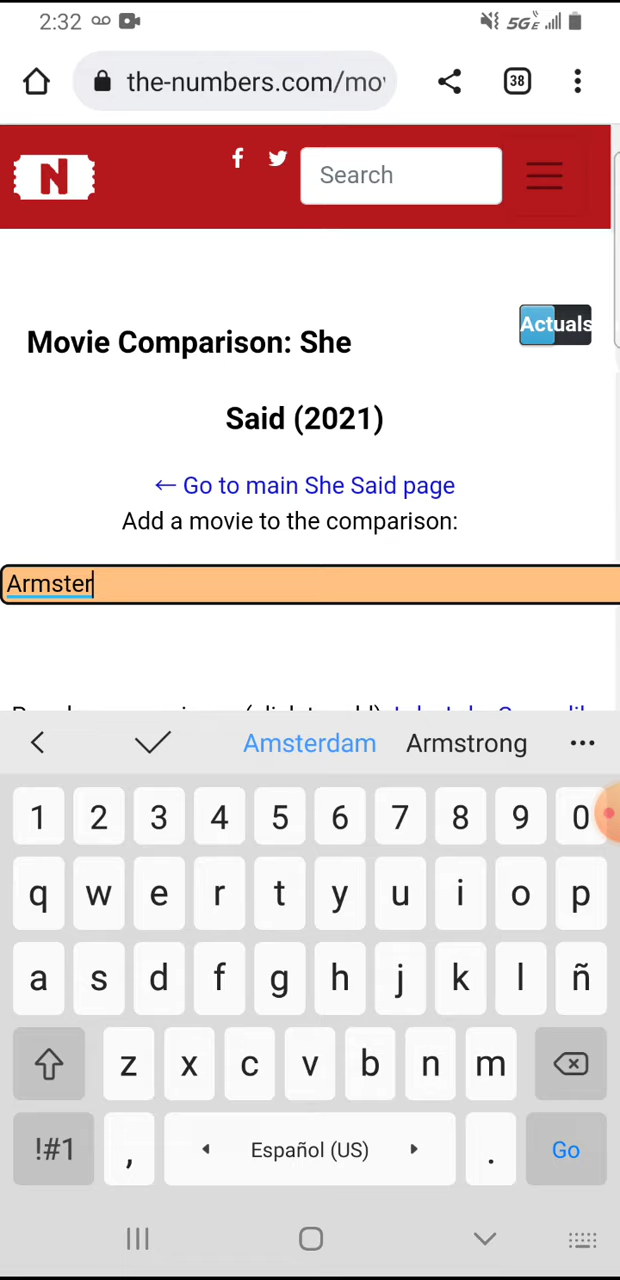 2:32 5GE
the-numbers.com/mo 38
N Search
Actuals
Movie Comparison: She
Said (2021)
← Go to main She Said page
Add a movie to the comparison:
Armster
Amsterdam Armstrong ...
1 2 3 4 5 6 7 8 9 0
q w e r t y u i o p
a s d f g h j k l ñ
z x c v b n m
!#1 , Español (US) . Go